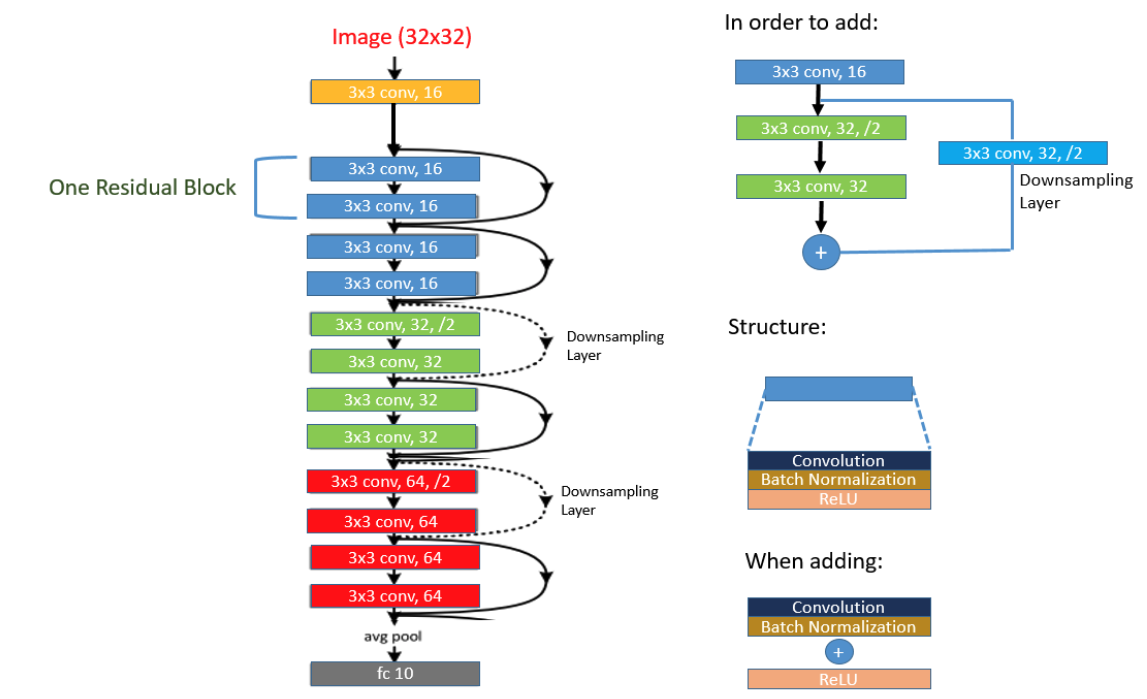 Image (32x32)
3x3 conv, 16
One Residual Block
3x3 conv, 16
3x3 conv, 16
3x3 conv, 16
3x3 conv, 16
3x3 conv, 32, /2
Downsampling
Layer
3x3 conv, 32
3x3 conv, 32
3x3 conv, 32
3x3 conv, 64, /2
Downsampling
Layer
3x3 conv, 64
3x3 conv, 64
3x3 conv, 64
avg pool
fc 10
In order to add:
3x3 conv, 16
3x3 conv, 32, /2
3x3 conv, 32, /2
Downsampling
Layer
3x3 conv, 32
+
Structure:
Convolution
Batch Normalization
ReLU
When adding:
Convolution
Batch Normalization
+
ReLU